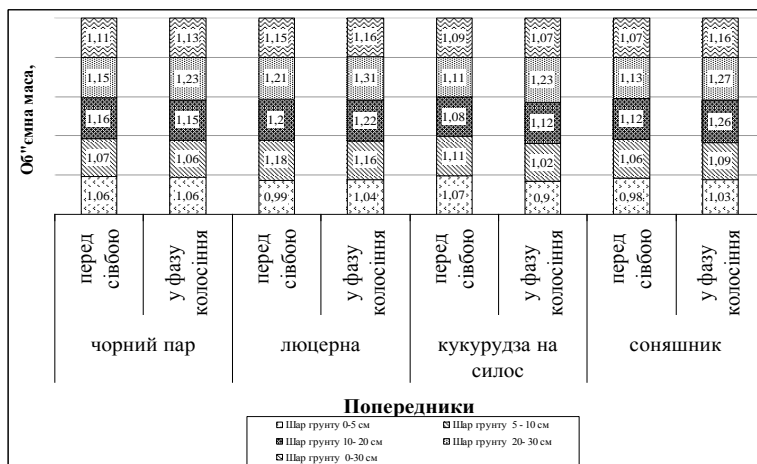 Об"ємна маса,
1,11 1,13 1,15 1,16 1,09 1,07 1,07 1,16
1,15 1,23 1,21 1,31 1,11 1,23 1,13 1,27
1,16 1,15 1,2 1,22 1,08 1,12 1,12 1,26
1,07 1,06 1,18 1,16 1,11 1,02 1,06 1,09
1,06 1,06 0,99 1,04 1,07 0,9 0,98 1,03
перед
сівбою
у фазу
колосіння
перед
сівбою
у фазу
колосіння
перед
сівбою
у фазу
колосіння
перед
сівбою
у фазу
колосіння
чорний пар
люцерна
кукурудза на
силос
соняшник
Попередники
Шар грунту 0-5 см
Шар грунту 5 - 10 см
Шар грунту 10- 20 см
Шар грунту 20- 30 см
Шар грунту 0-30 см